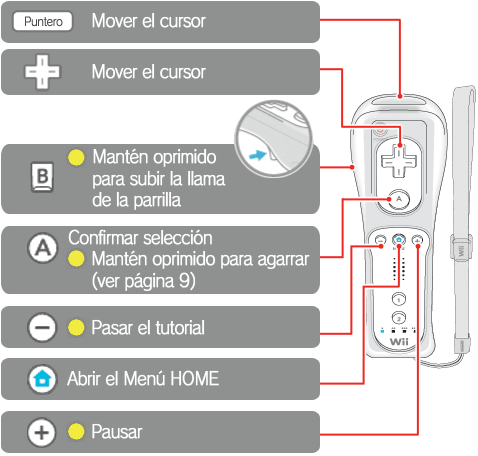 Puntero Mover el cursor
Mover el cursor
B Mantén oprimido
para subir la llama
de la parrilla
A Confirmar selección
Mantén oprimido para agarrar
(ver página 9)
Pasar el tutorial
Abrir el Menú HOME
Pausar
A
1
2
Wii
Wii